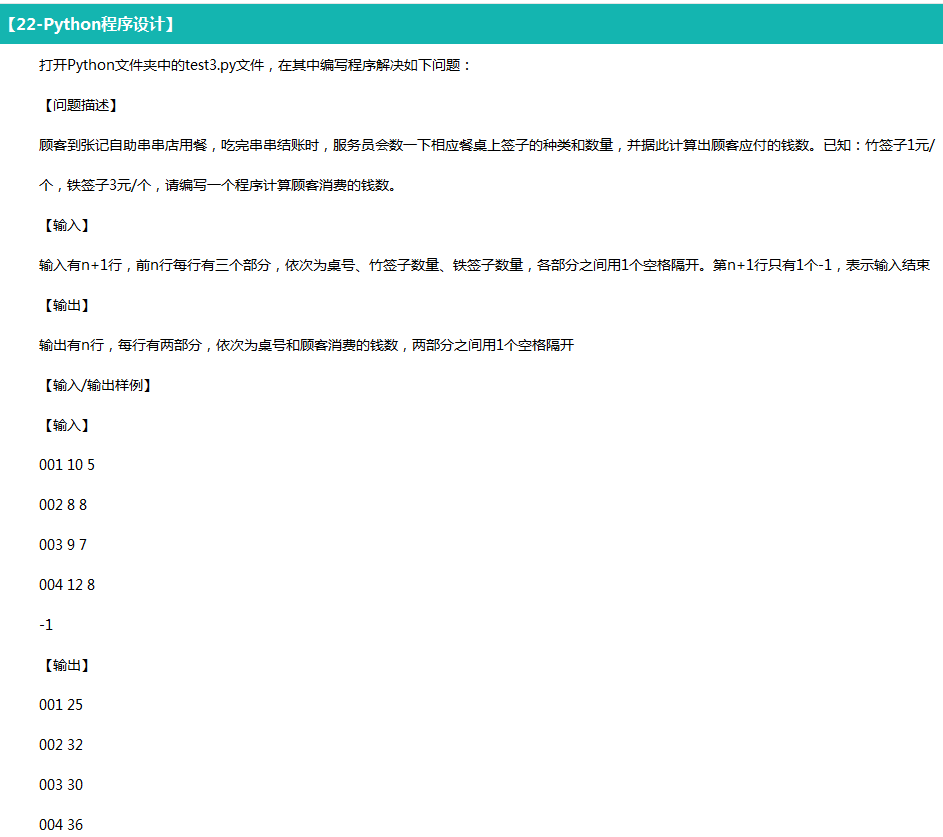 【22-Python程序设计】
打开Python文件夹中的test3.py文件，在其中编写程序解决如下问题：
【问题描述】
顾客到张记自助串串店用餐，吃完串串结账时，服务员会数一下相应餐桌上签子的种类和数量，并据此计算出顾客应付的钱数。已知：竹签子1元/
个，铁签子3元/个，请编写一个程序计算顾客消费的钱数。
【输入】
输入有n+1行，前n行每行有三个部分，依次为桌号、竹签子数量、铁签子数量，各部分之间用1个空格隔开。第n+1行只有1个-1，表示输入结束
【输出】
输出有n行，每行有两部分，依次为桌号和顾客消费的钱数，两部分之间用1个空格隔开
【输入/输出样例】
【输入】
001 10 5
002 8 8
003 9 7
004 12 8
-1
【输出】
001 25
002 32
003 30
004 36